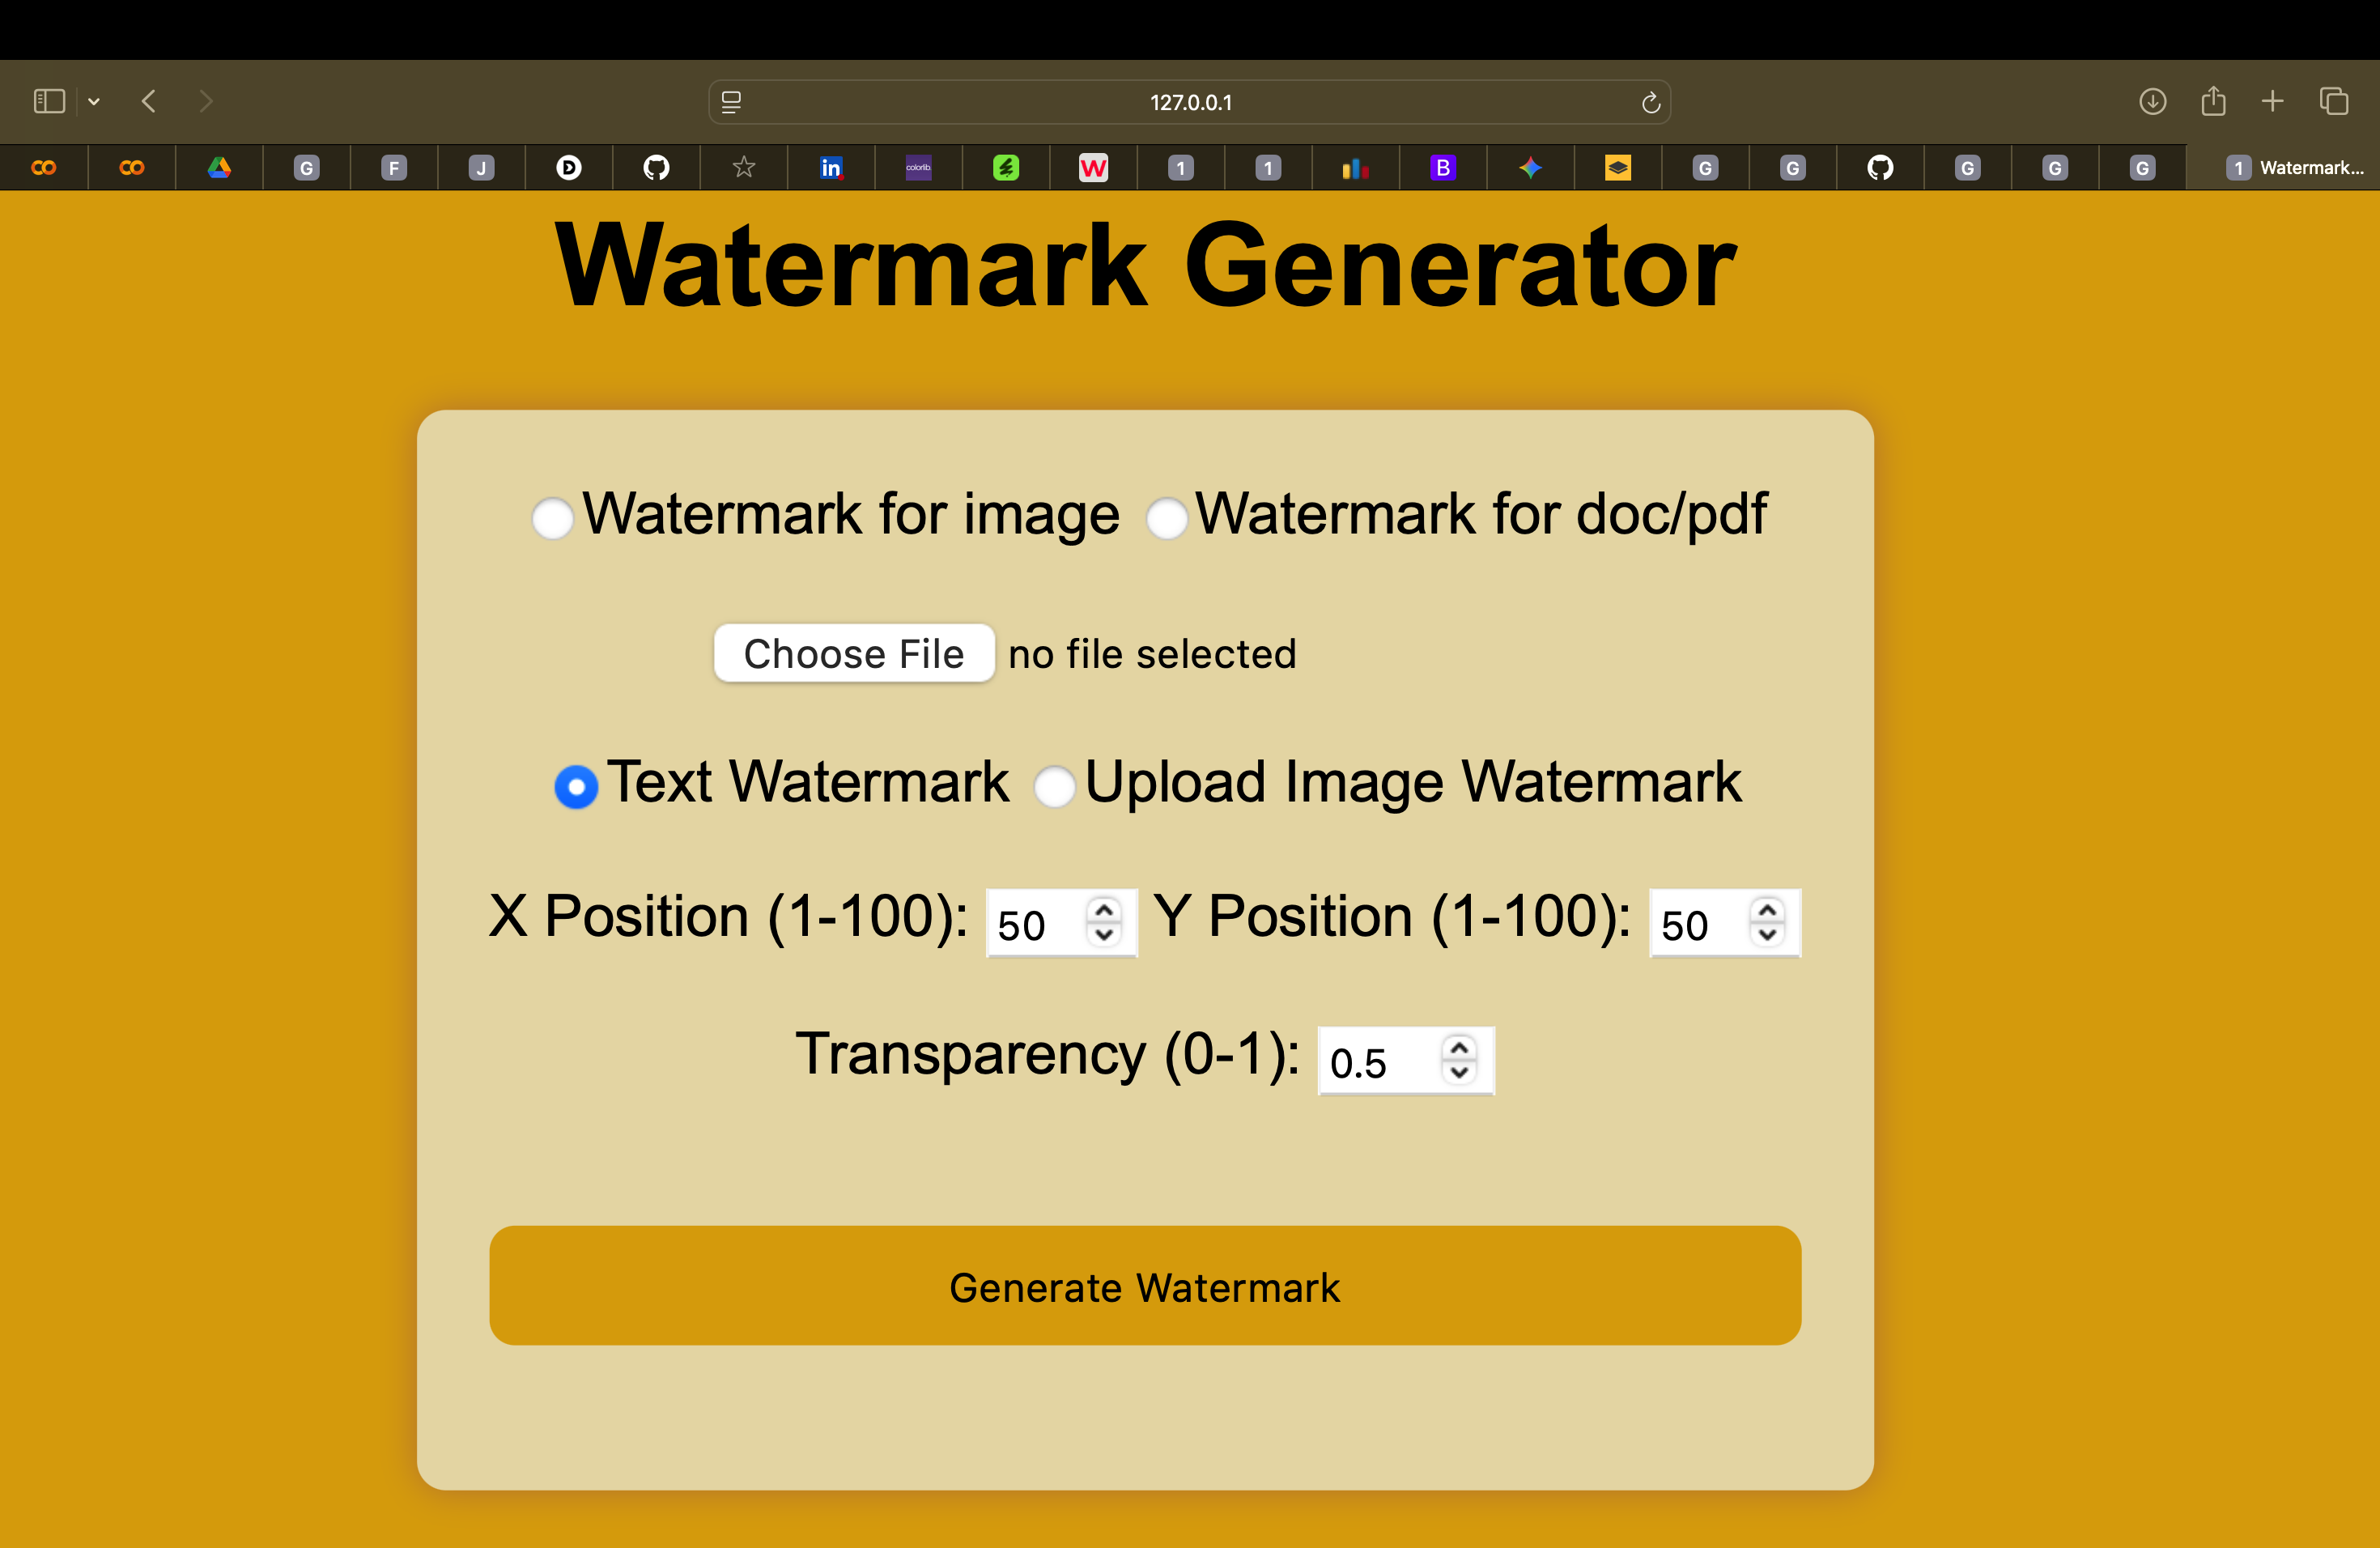 127.0.0.1
G F J D in colorlib W 1 1 B G G G G G 1 Watermark...
Watermark Generator
Watermark for image Watermark for doc/pdf
Choose File no file selected
Text Watermark Upload Image Watermark
X Position (1-100): 50 Y Position (1-100): 50
Transparency (0-1): 0.5
Generate Watermark